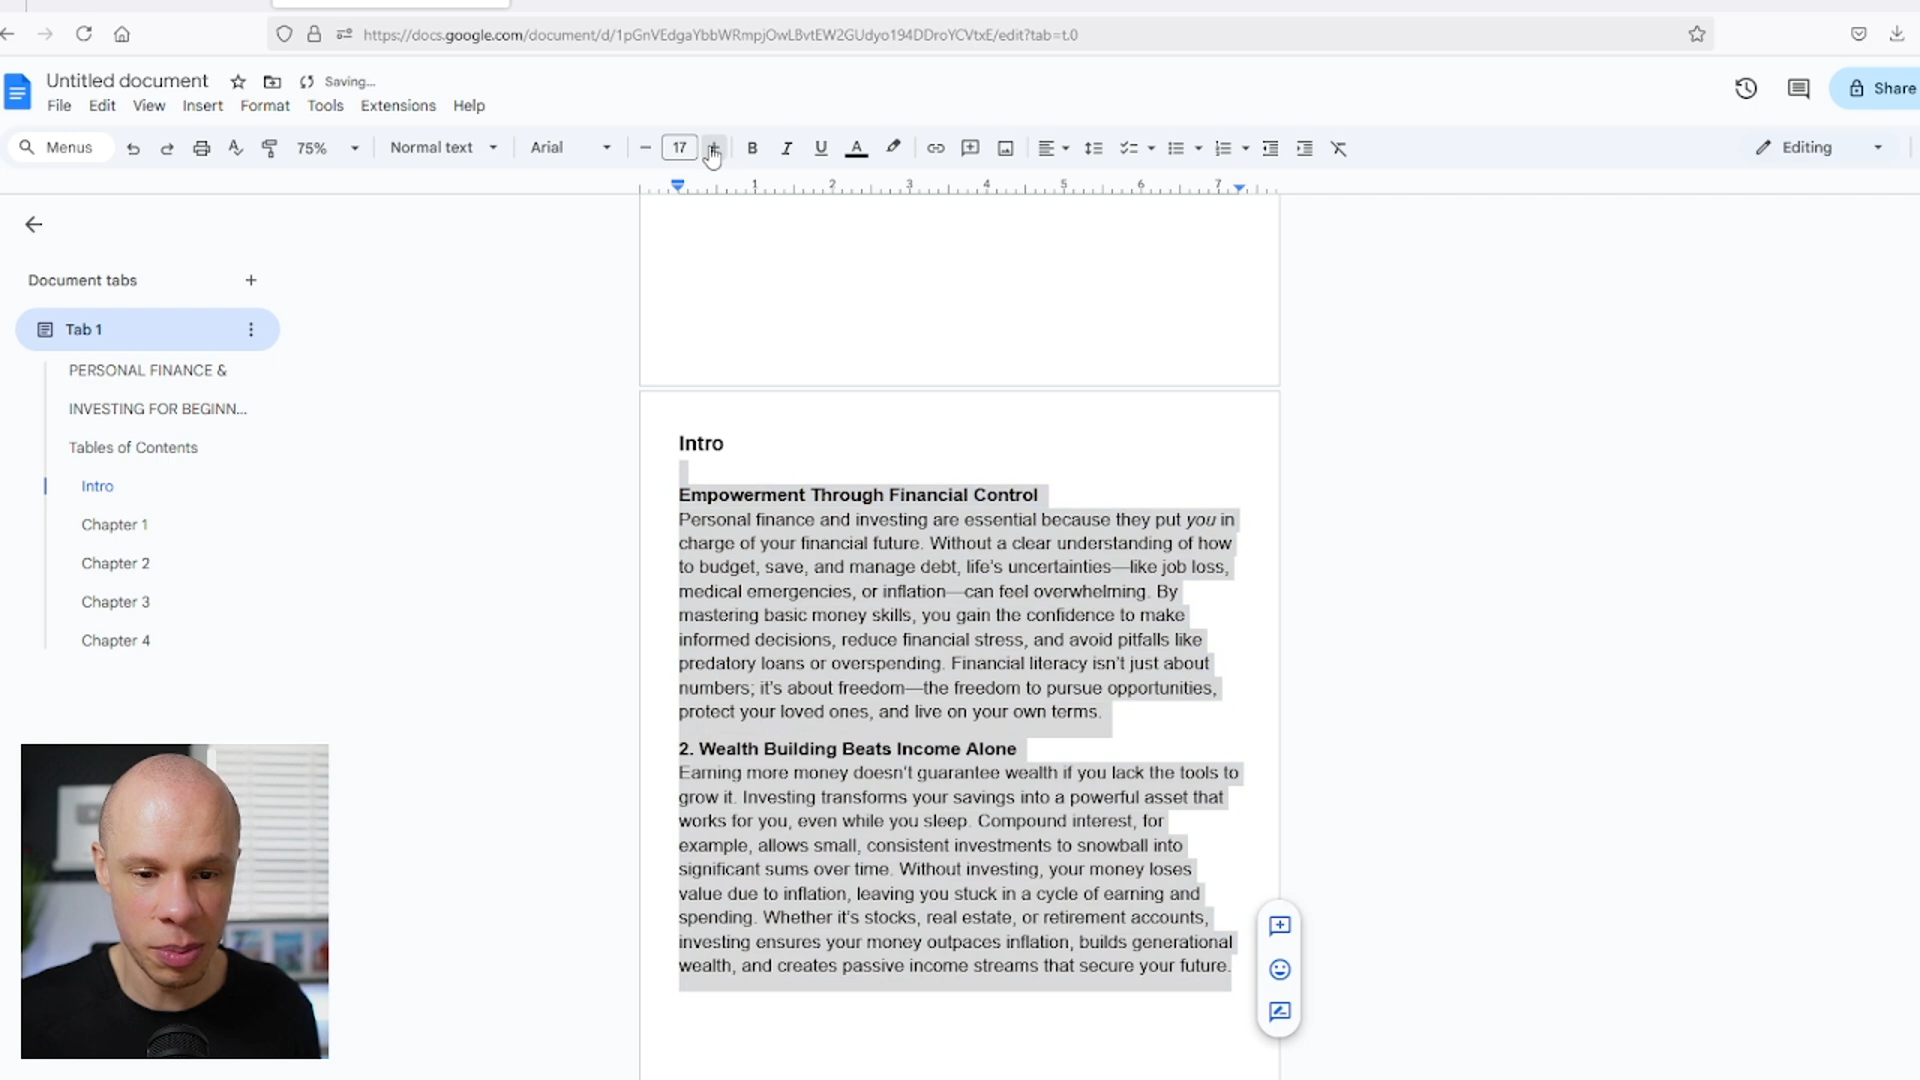 https://docs.google.com/document/d/1pGnVEdgaYbbWRmpjOwLBvtEW2GUdyo194DDroYCVtxE/edit?tab=t.0
Untitled document
Saving...
Share
File Edit View Insert Format Tools Extensions Help
Menus
75%
Normal text
Arial
17
B I U A
Editing
1 2 3 4 5 6 7
Document tabs
Tab 1
PERSONAL FINANCE &
INVESTING FOR BEGINN...
Tables of Contents
Intro
Chapter 1
Chapter 2
Chapter 3
Chapter 4
Intro
Empowerment Through Financial Control
Personal finance and investing are essential because they put you in
charge of your financial future. Without a clear understanding of how
to budget, save, and manage debt, life's uncertainties—like job loss,
medical emergencies, or inflation—can feel overwhelming. By
mastering basic money skills, you gain the confidence to make
informed decisions, reduce financial stress, and avoid pitfalls like
predatory loans or overspending. Financial literacy isn't just about
numbers; it's about freedom—the freedom to pursue opportunities,
protect your loved ones, and live on your own terms.
2. Wealth Building Beats Income Alone
Earning more money doesn't guarantee wealth if you lack the tools to
grow it. Investing transforms your savings into a powerful asset that
works for you, even while you sleep. Compound interest, for
example, allows small, consistent investments to snowball into
significant sums over time. Without investing, your money loses
value due to inflation, leaving you stuck in a cycle of earning and
spending. Whether it's stocks, real estate, or retirement accounts,
investing ensures your money outpaces inflation, builds generational
wealth, and creates passive income streams that secure your future.